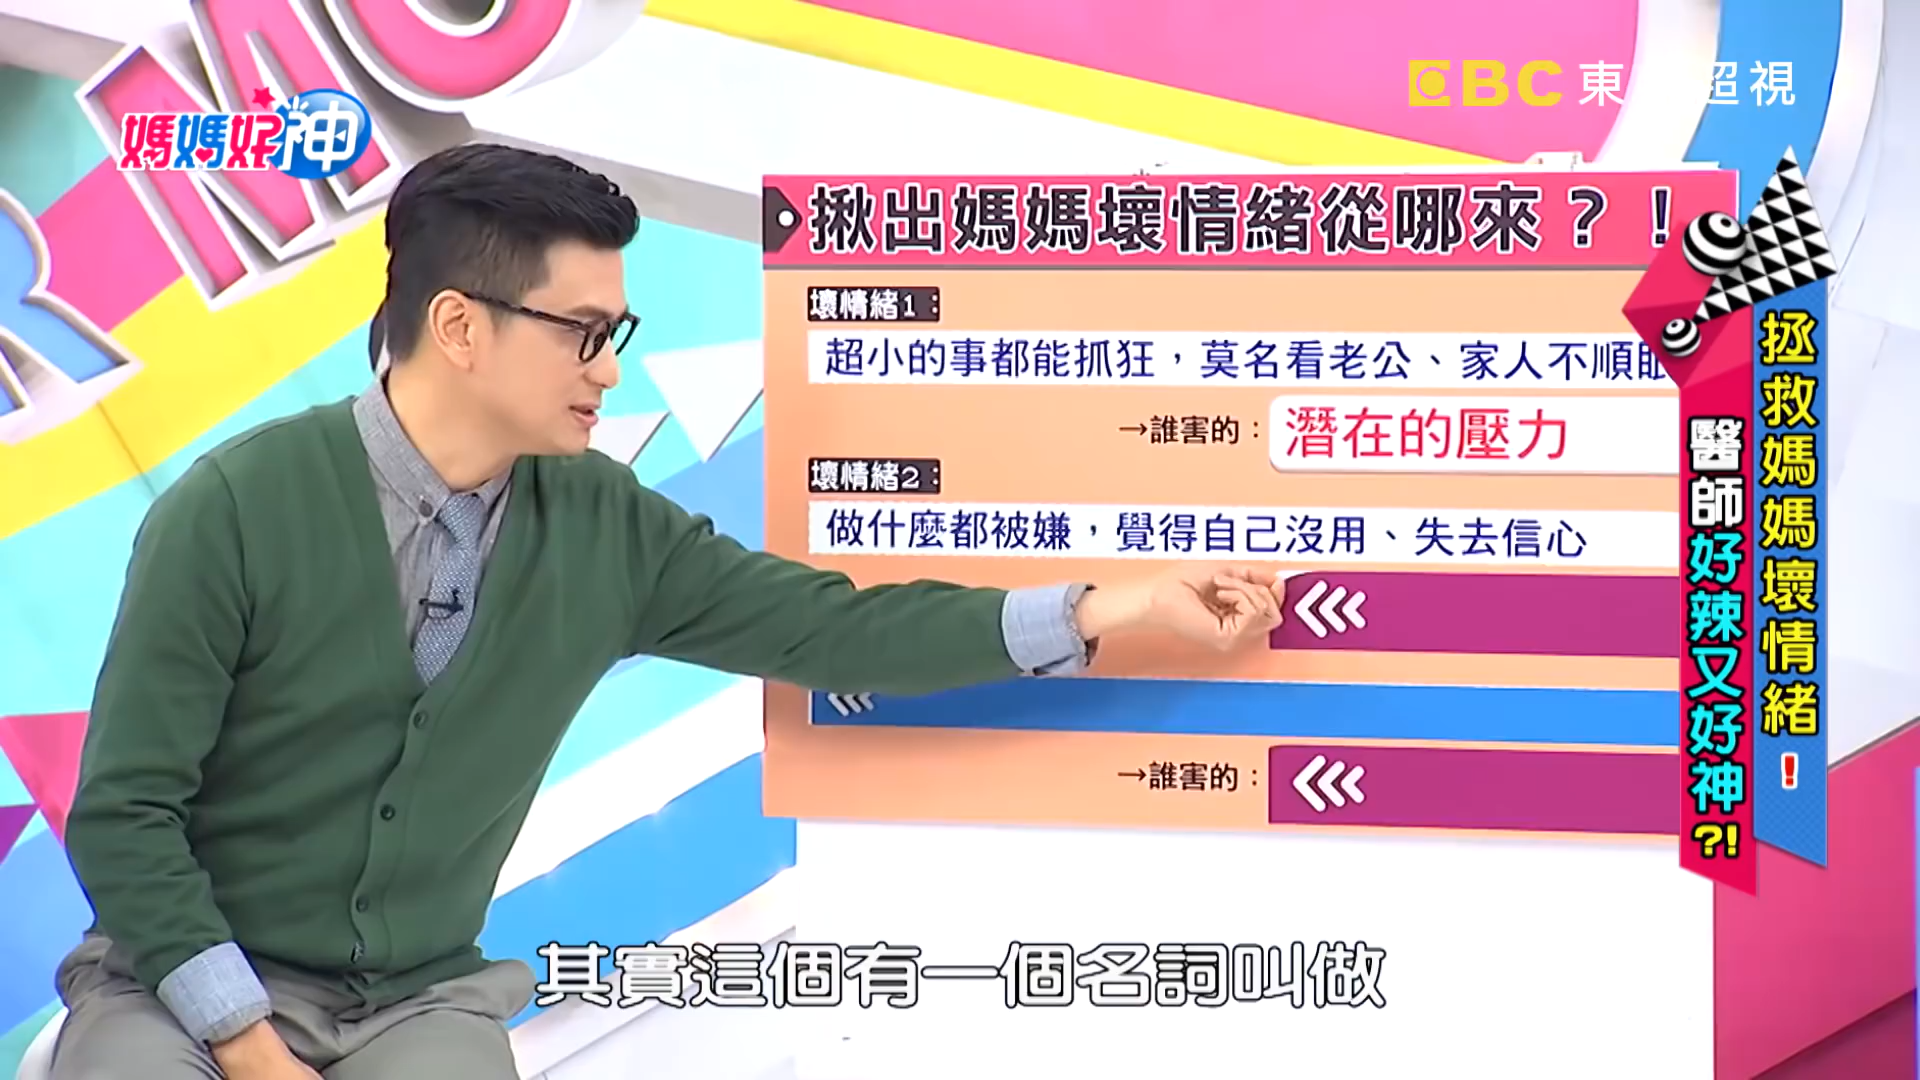 MO
R
媽媽好神
EBC 東 超視
揪出媽媽壞情緒從哪來？！
壞情緒1：
超小的事都能抓狂，莫名看老公、家人不順眼
→誰害的：潛在的壓力
壞情緒2：
做什麼都被嫌，覺得自己沒用、失去信心
→誰害的：
拯救媽媽壞情緒！
醫師好辣又好神?!
其實這個有一個名詞叫做